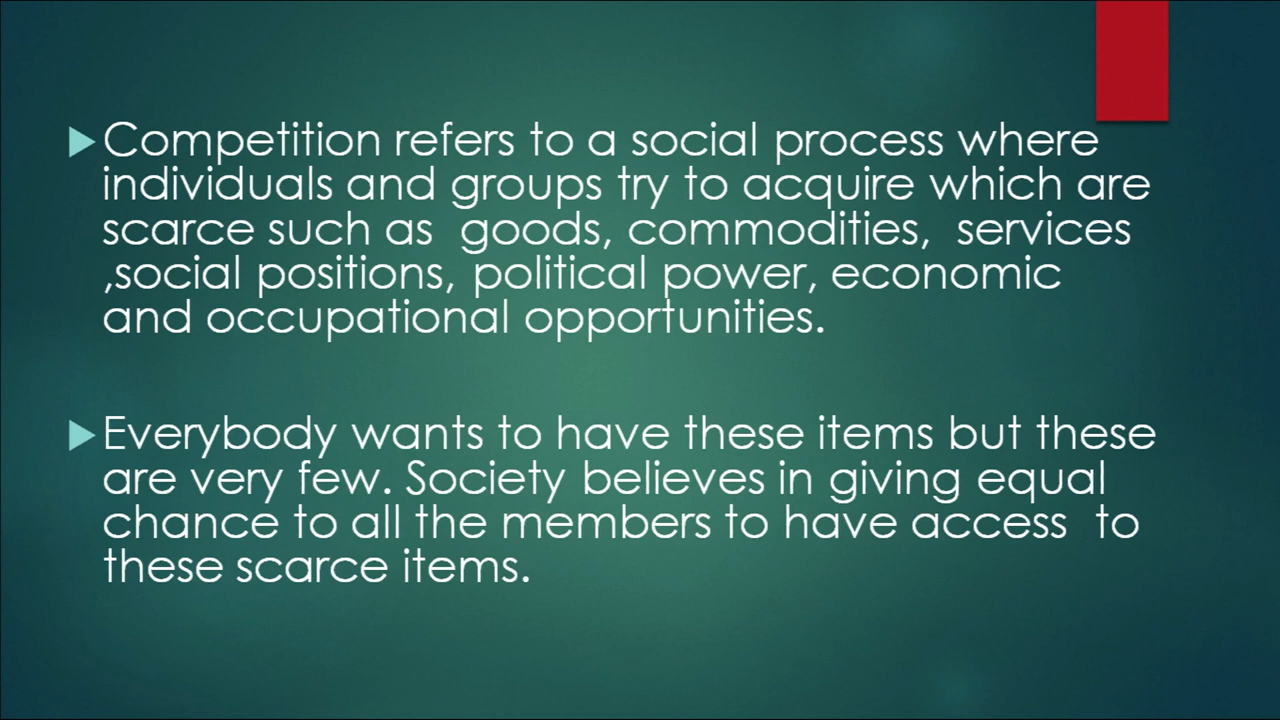 Competition refers to a social process where
individuals and groups try to acquire which are
scarce such as  goods, commodities,  services
,social positions, political power, economic
and occupational opportunities.
Everybody wants to have these items but these
are very few. Society believes in giving equal
chance to all the members to have access  to
these scarce items.